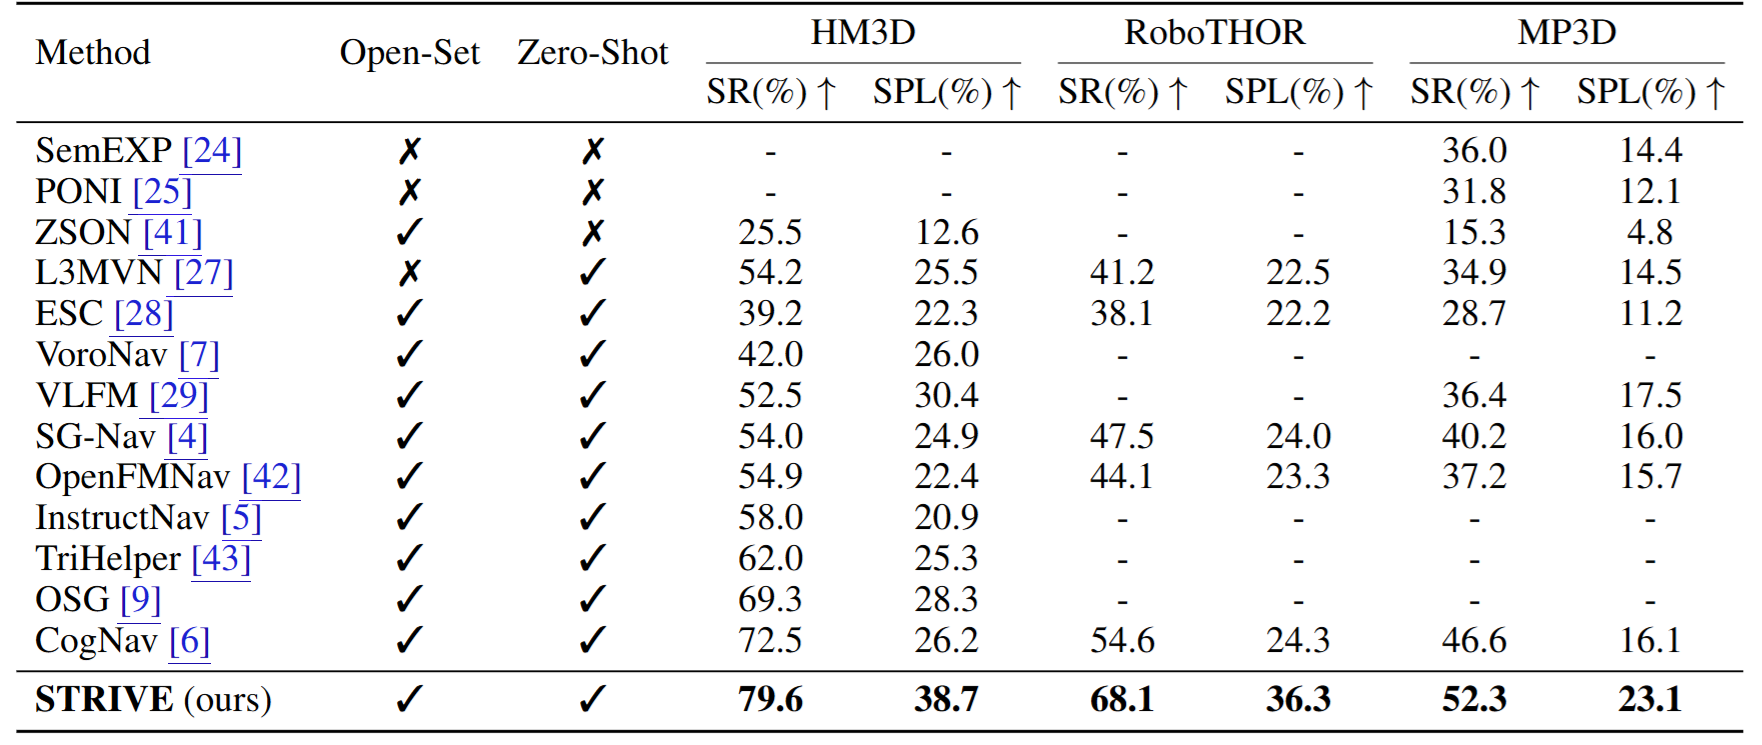 Method Open-Set Zero-Shot HM3D RoboTHOR MP3D
SR(%) ↑ SPL(%) ↑ SR(%) ↑ SPL(%) ↑ SR(%) ↑ SPL(%) ↑
SemEXP [24] ✗ ✗ - - - - 36.0 14.4
PONI [25] ✗ ✗ - - - - 31.8 12.1
ZSON [41] ✓ ✗ 25.5 12.6 - - 15.3 4.8
L3MVN [27] ✗ ✓ 54.2 25.5 41.2 22.5 34.9 14.5
ESC [28] ✓ ✓ 39.2 22.3 38.1 22.2 28.7 11.2
VoroNav [7] ✓ ✓ 42.0 26.0 - - - -
VLFM [29] ✓ ✓ 52.5 30.4 - - 36.4 17.5
SG-Nav [4] ✓ ✓ 54.0 24.9 47.5 24.0 40.2 16.0
OpenFMNav [42] ✓ ✓ 54.9 22.4 44.1 23.3 37.2 15.7
InstructNav [5] ✓ ✓ 58.0 20.9 - - - -
TriHelper [43] ✓ ✓ 62.0 25.3 - - - -
OSG [9] ✓ ✓ 69.3 28.3 - - - -
CogNav [6] ✓ ✓ 72.5 26.2 54.6 24.3 46.6 16.1
STRIVE (ours) ✓ ✓ 79.6 38.7 68.1 36.3 52.3 23.1